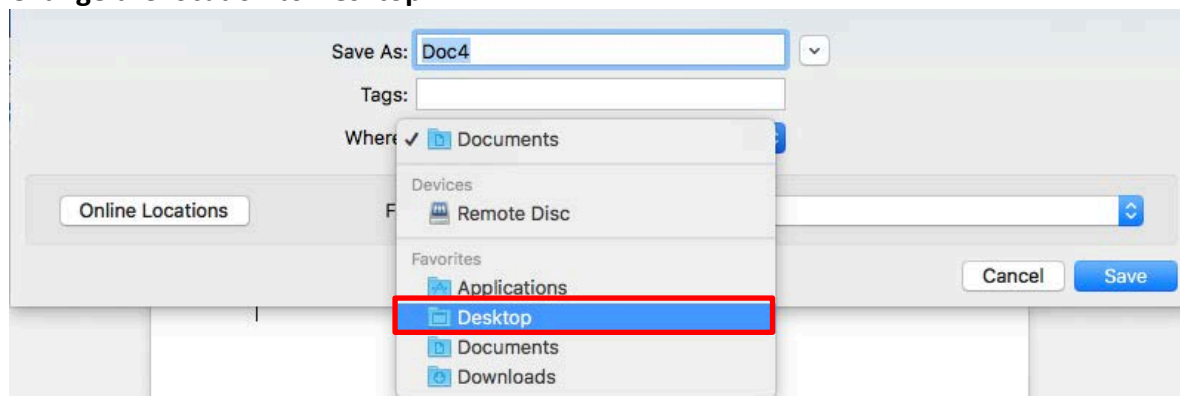 Save As: Doc4
Tags:
Where ✓ Documents
Devices
Online Locations F Remote Disc
Favorites
Applications
Cancel Save
Desktop
Documents
Downloads